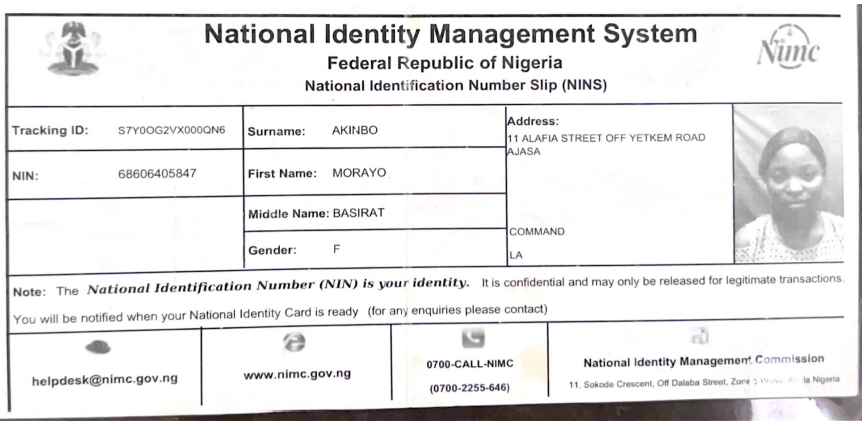 National Identity Management System
Federal Republic of Nigeria
National Identification Number Slip (NINS)
Nimc
Tracking ID: S7Y0OG2VX000QN6
Surname: AKINBO
Address:
11 ALAFIA STREET OFF YETKEM ROAD
AJASA
NIN: 68606405847
First Name: MORAYO
Middle Name: BASIRAT
COMMAND
Gender: F
LA
Note: The National Identification Number (NIN) is your identity. It is confidential and may only be released for legitimate transactions.
You will be notified when your National Identity Card is ready (for any enquiries please contact)
helpdesk@nimc.gov.ng
www.nimc.gov.ng
0700-CALL-NIMC
(0700-2255-646)
National Identity Management Commission
11, Sokode Crescent, Off Dalaba Street, Zone 5 Wuse Nigeria